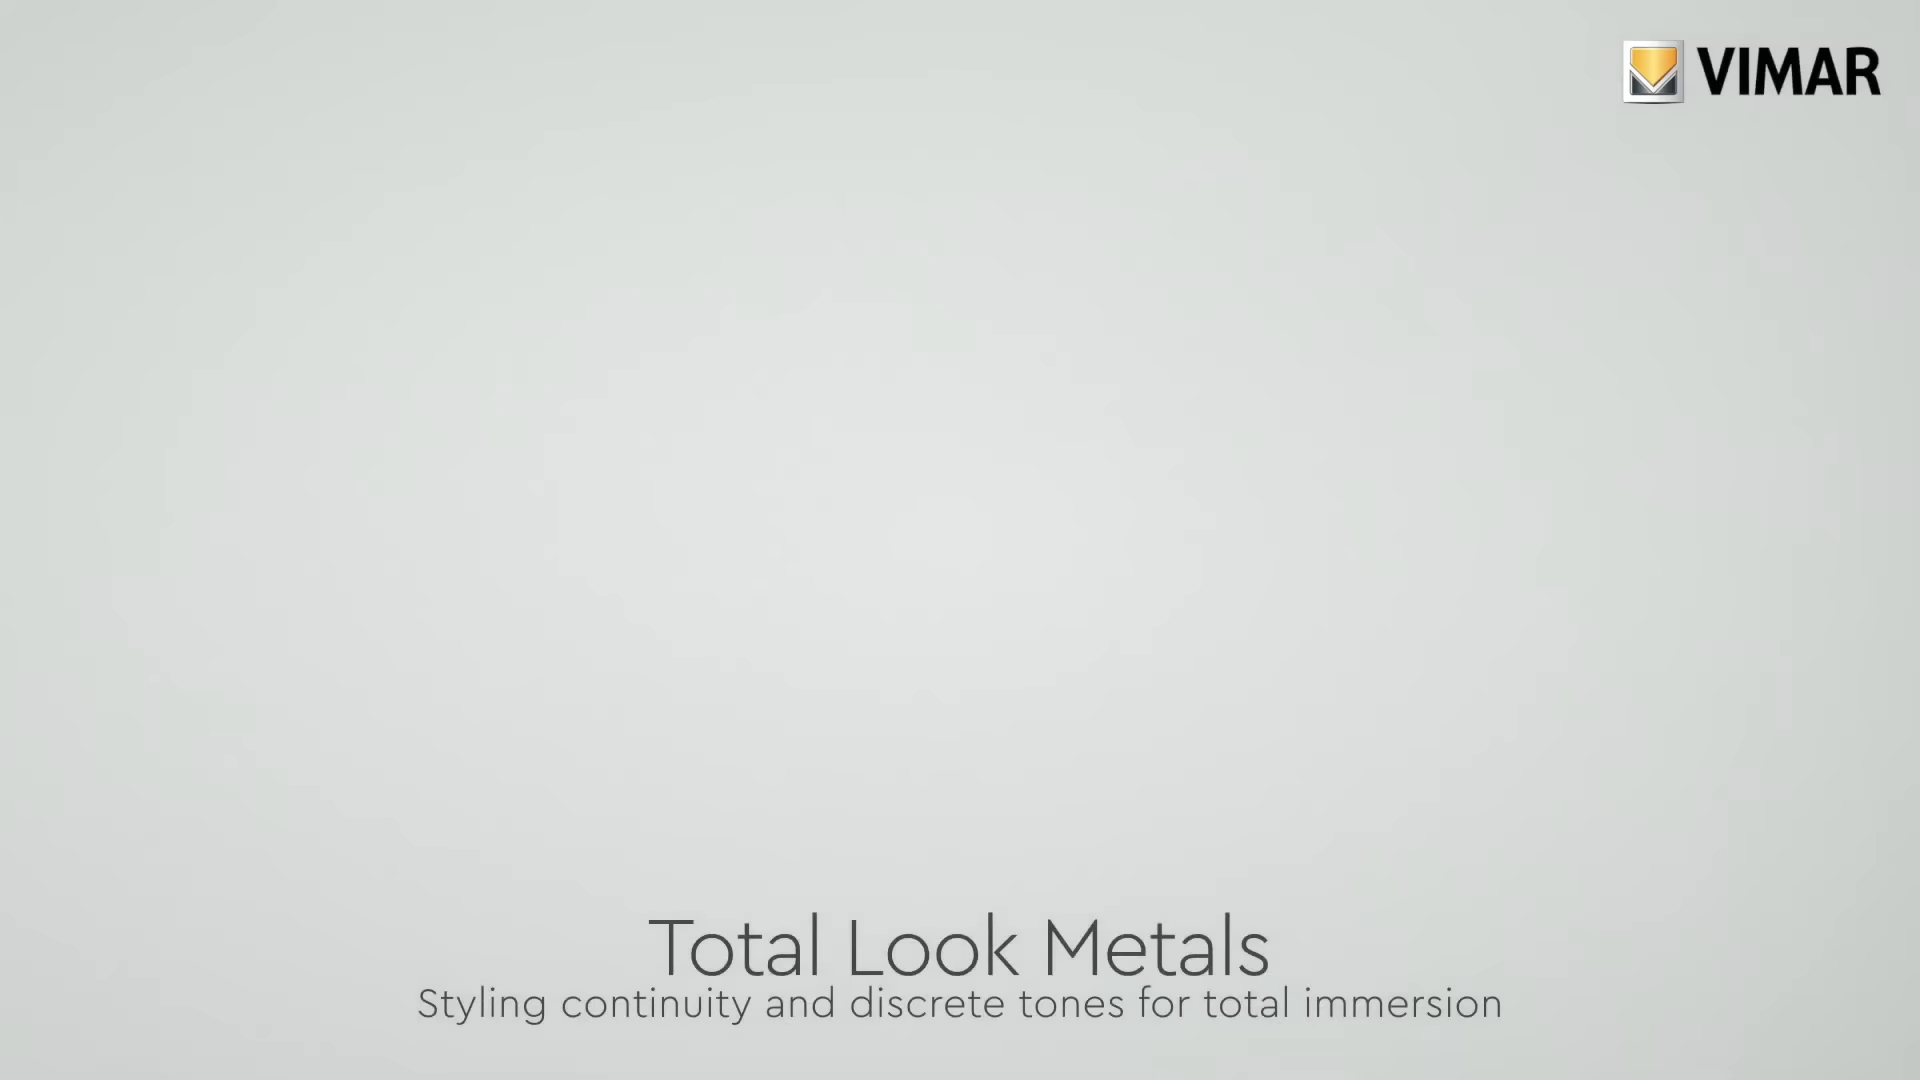 VIMAR
Total Look Metals
Styling continuity and discrete tones for total immersion